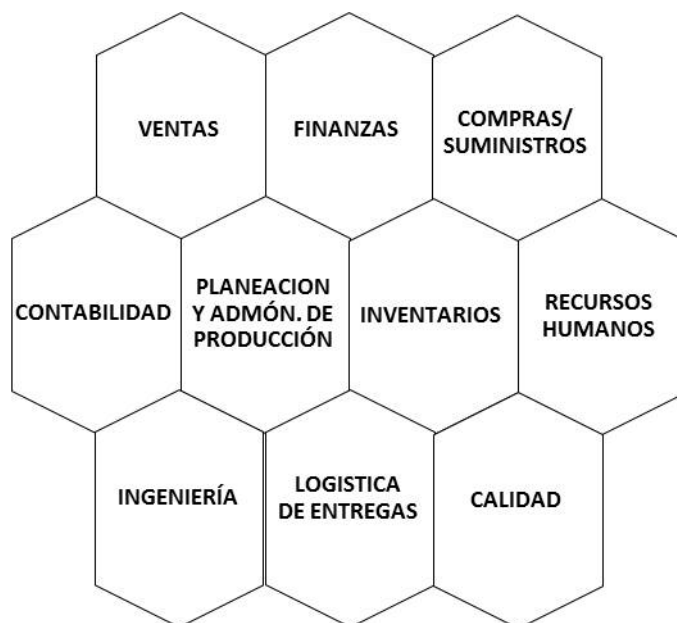 VENTAS
FINANZAS
COMPRAS/
SUMINISTROS
CONTABILIDAD
PLANEACION
Y ADMÓN. DE
PRODUCCIÓN
INVENTARIOS
RECURSOS
HUMANOS
INGENIERÍA
LOGISTICA
DE ENTREGAS
CALIDAD